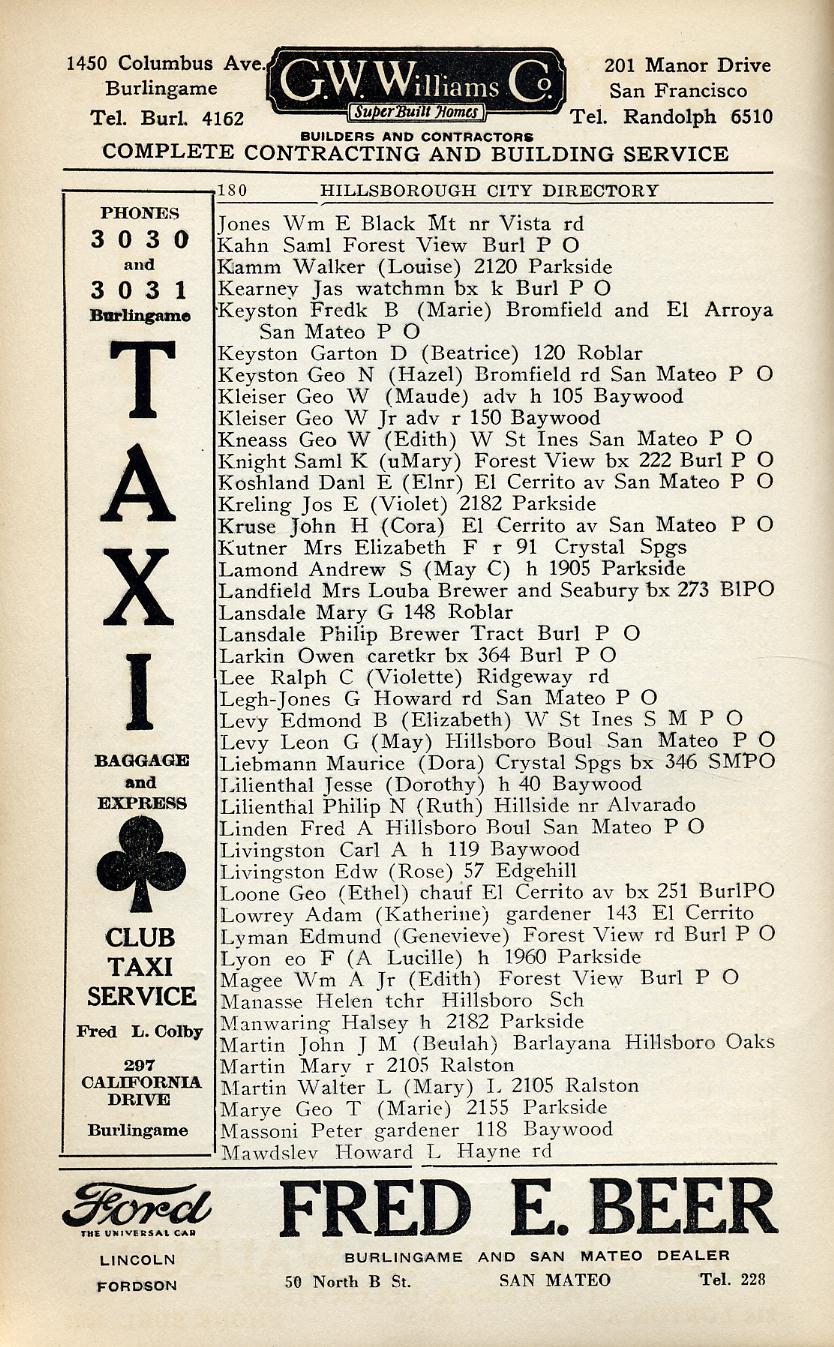 1450 Columbus Ave.
Burlingame
Tel. Burl. 4162
G.W. Williams Co.
Super Built Homes
201 Manor Drive
San Francisco
Tel. Randolph 6510
BUILDERS AND CONTRACTORS
COMPLETE CONTRACTING AND BUILDING SERVICE
PHONES
3030
and
3031
Burlingame
TAXI
BAGGAGE
and
EXPRESS
CLUB
TAXI
SERVICE
Fred L. Colby
297
CALIFORNIA
DRIVE
Burlingame
180 HILLSBOROUGH CITY DIRECTORY
Jones Wm E Black Mt nr Vista rd
Kahn Saml Forest View Burl P O
Kamm Walker (Louise) 2120 Parkside
Kearney Jas watchmn bx k Burl P O
Keyston Fredk B (Marie) Bromfield and El Arroya
San Mateo P O
Keyston Garton D (Beatrice) 120 Roblar
Keyston Geo N (Hazel) Bromfield rd San Mateo P O
Kleiser Geo W (Maude) adv h 105 Baywood
Kleiser Geo W Jr adv r 150 Baywood
Kneass Geo W (Edith) W St Ines San Mateo P O
Knight Saml K (uMary) Forest View bx 222 Burl P O
Koshland Danl E (Elnr) El Cerrito av San Mateo P O
Kreling Jos E (Violet) 2182 Parkside
Kruse John H (Cora) El Cerrito av San Mateo P O
Kutner Mrs Elizabeth F r 91 Crystal Spgs
Lamond Andrew S (May C) h 1905 Parkside
Landfield Mrs Louba Brewer and Seabury bx 273 BlPO
Lansdale Mary G 148 Roblar
Lansdale Philip Brewer Tract Burl P O
Larkin Owen caretkr bx 364 Burl P O
Lee Ralph C (Violette) Ridgeway rd
Legh-Jones G Howard rd San Mateo P O
Levy Edmond B (Elizabeth) W St Ines S M P O
Levy Leon G (May) Hillsboro Boul San Mateo P O
Liebmann Maurice (Dora) Crystal Spgs bx 346 SMPO
Lilienthal Jesse (Dorothy) h 40 Baywood
Lilienthal Philip N (Ruth) Hillside nr Alvarado
Linden Fred A Hillsboro Boul San Mateo P O
Livingston Carl A h 119 Baywood
Livingston Edw (Rose) 57 Edgehill
Loone Geo (Ethel) chauf El Cerrito av bx 251 BurlPO
Lowrey Adam (Katherine) gardener 143 El Cerrito
Lyman Edmund (Genevieve) Forest View rd Burl P O
Lyon eo F (A Lucille) h 1960 Parkside
Magee Wm A Jr (Edith) Forest View Burl P O
Manasse Helen tchr Hillsboro Sch
Manwaring Halsey h 2182 Parkside
Martin John J M (Beulah) Barlayana Hillsboro Oaks
Martin Mary r 2105 Ralston
Martin Walter L (Mary) L 2105 Ralston
Marye Geo T (Marie) 2155 Parkside
Massoni Peter gardener 118 Baywood
Mawdsley Howard L Hayne rd
Ford
THE UNIVERSAL CAR
LINCOLN
FORDSON
FRED E. BEER
BURLINGAME AND SAN MATEO DEALER
50 North B St. SAN MATEO Tel. 228